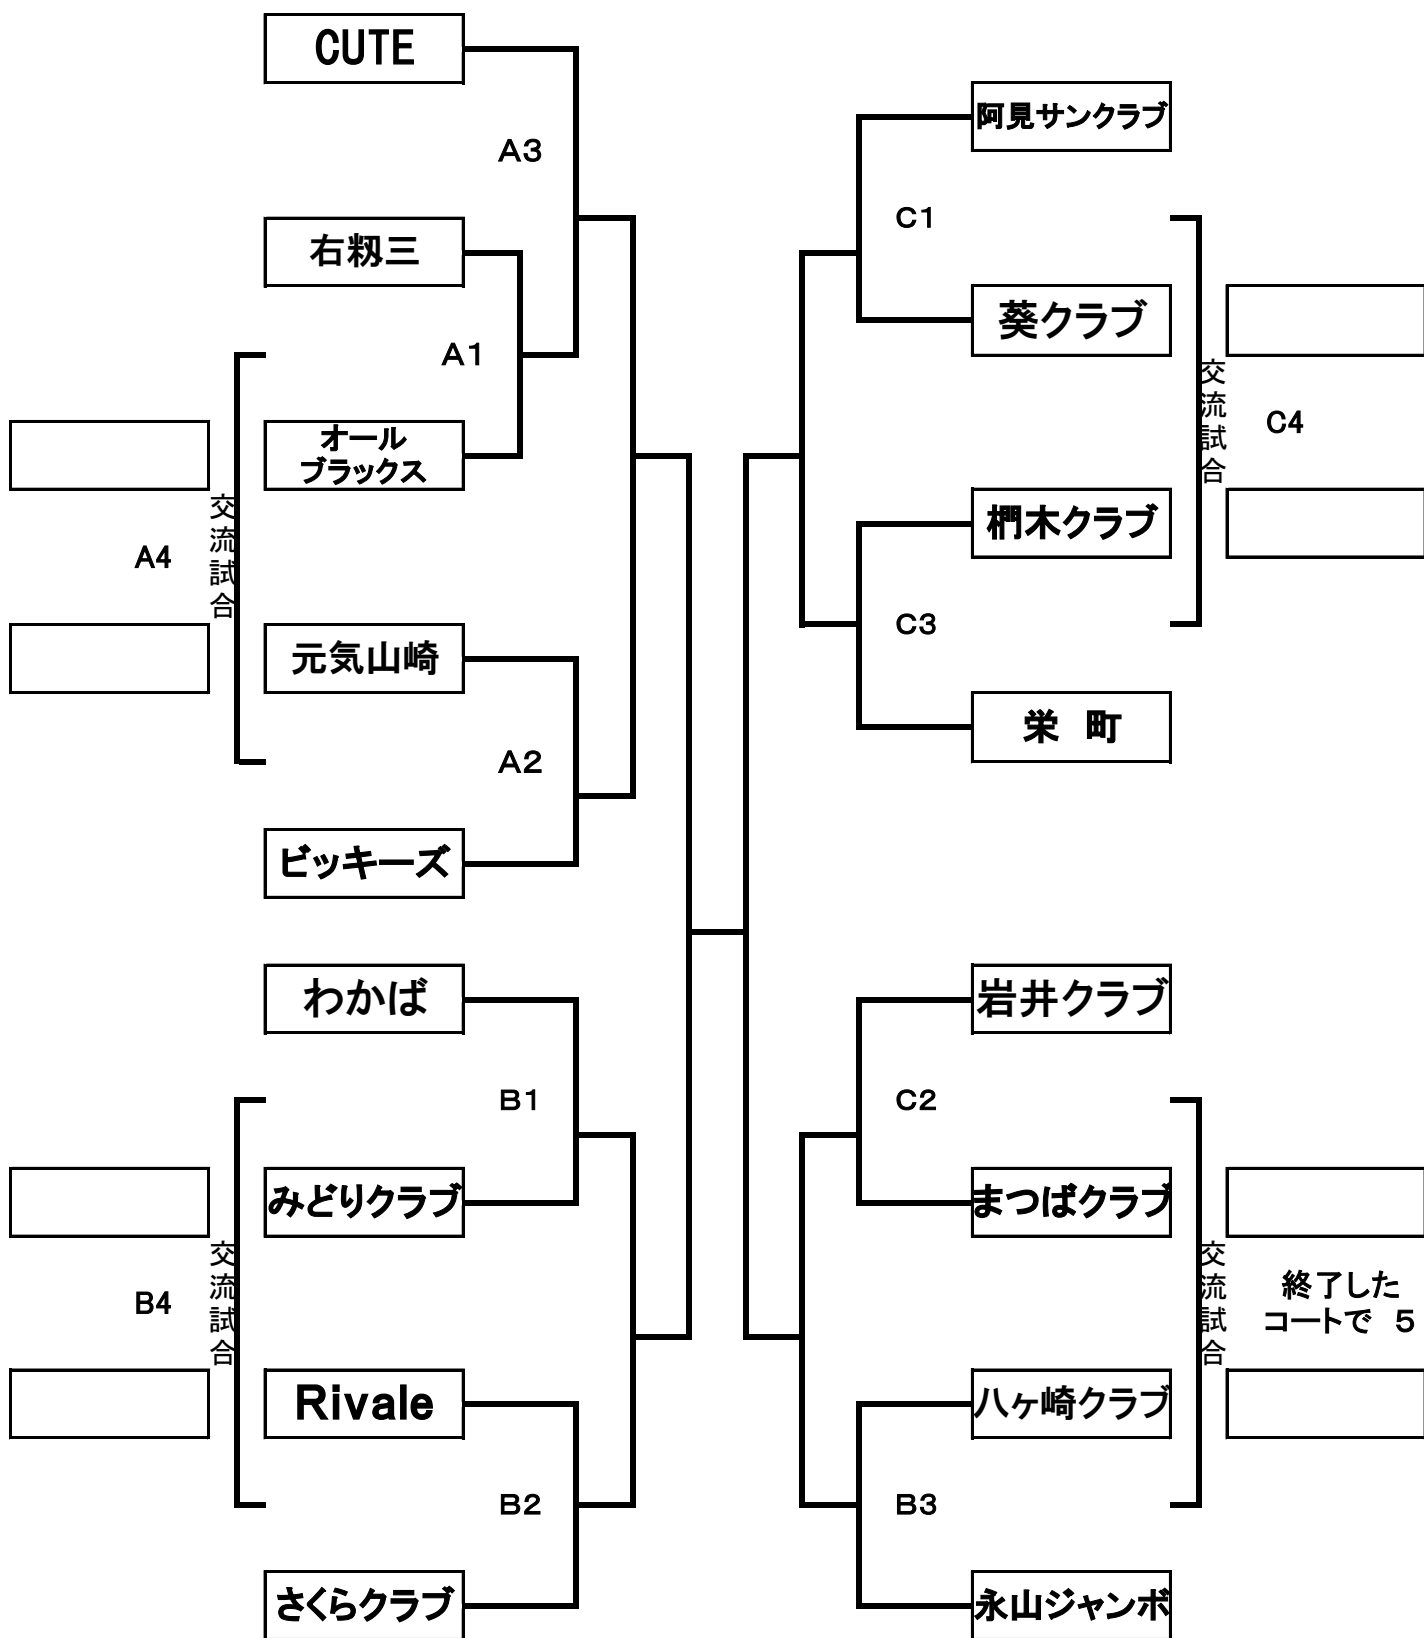 CUTE
A3
右籾三
A1
オール
ブラックス
交流試合
A4
元気山崎
A2
ビッキーズ
わかば
B1
みどりクラブ
交流試合
B4
Rivale
B2
さくらクラブ
阿見サンクラブ
C1
葵クラブ
交流試合
C4
椚木クラブ
C3
栄　町
岩井クラブ
C2
まつばクラブ
交流試合
終了した
コートで　５
八ヶ崎クラブ
B3
永山ジャンボ